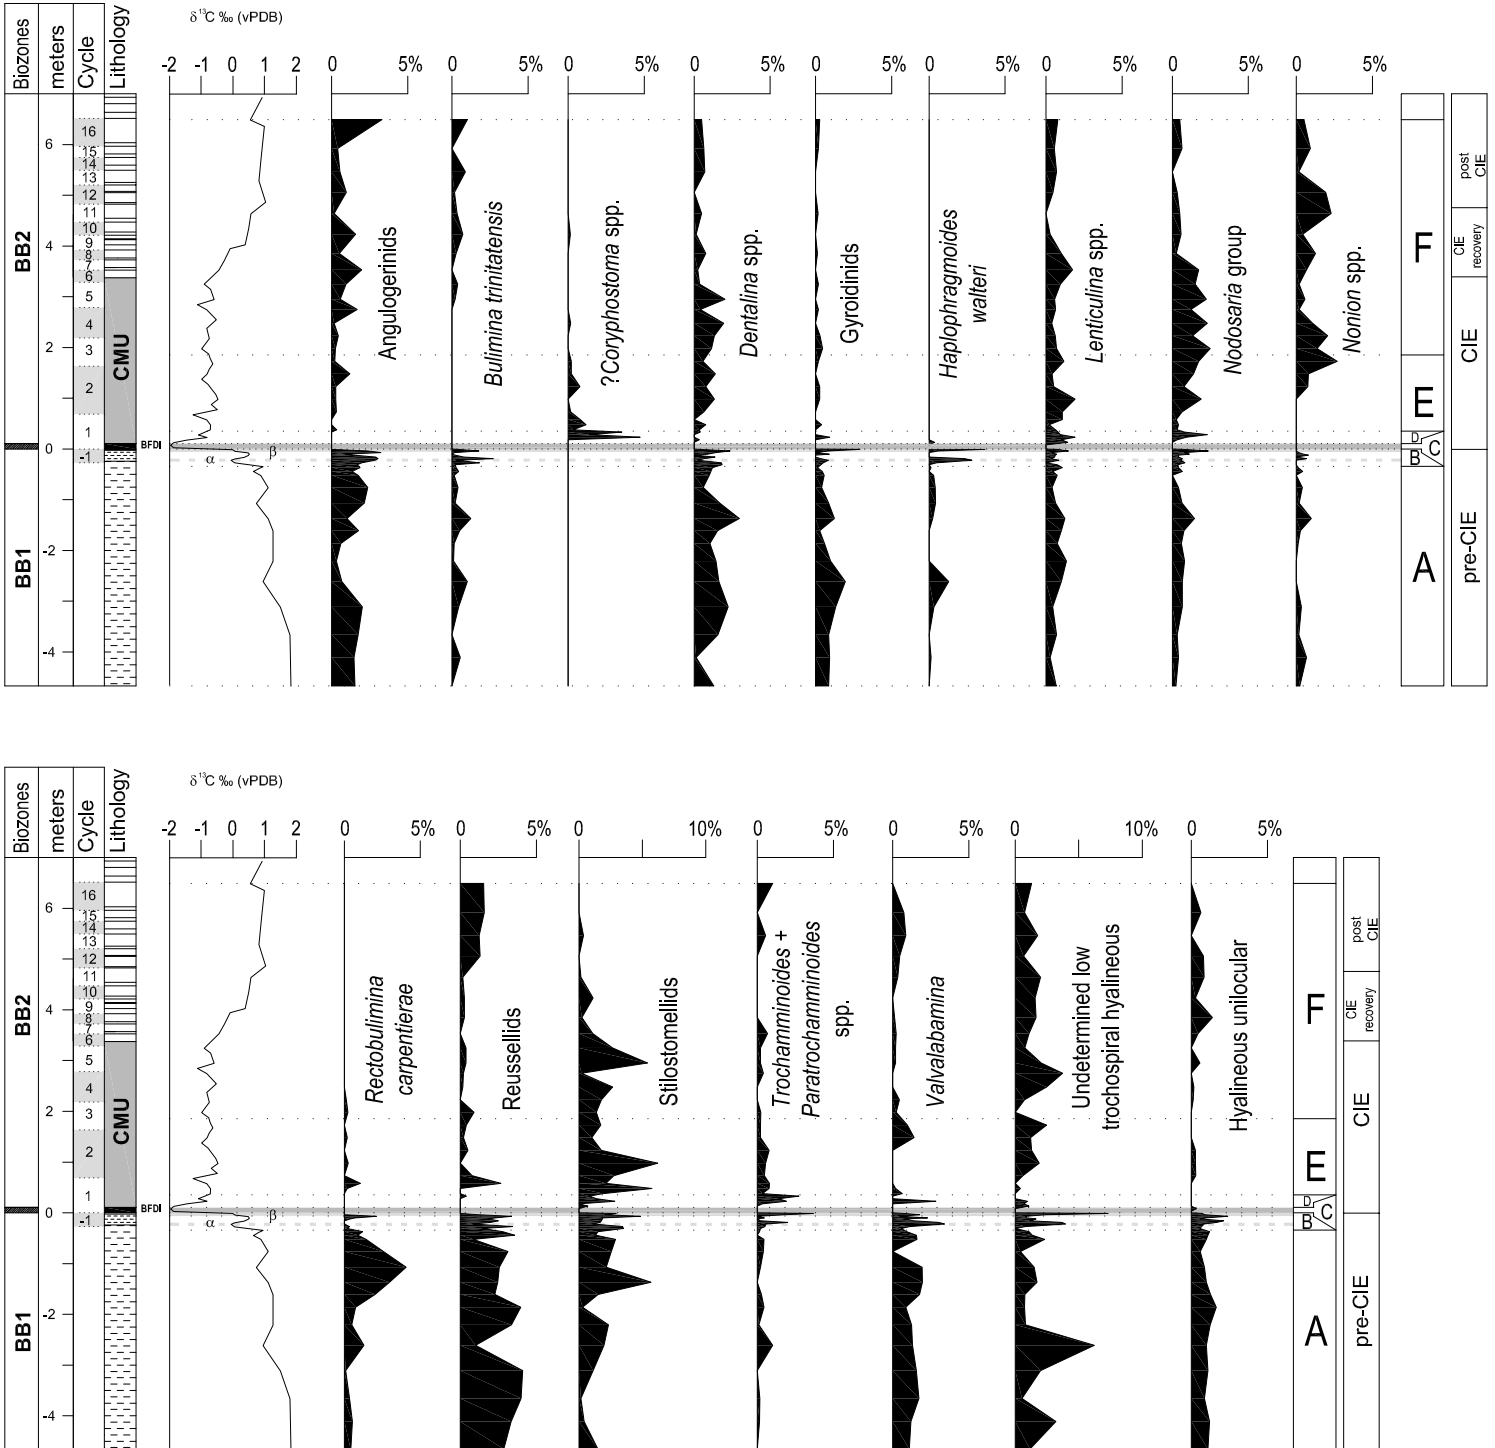 δ¹³C ‰ (vPDB)
Biozones meters Cycle Lithology
-2 -1 0 1 2 0 5% 0 5% 0 5% 0 5% 0 5% 0 5% 0 5% 0 5% 0 5%
BB2
BB1
6
4
2
0
-2
-4
16
15
14
13
12
11
10
9
8
7
6
5
4
3
2
1
-1
CMU
BFDI
α
β
Angulogerinids
Bulimina trinitatensis
?Coryphostoma spp.
Dentalina spp.
Gyroidinids
Haplophragmoides
walteri
Lenticulina spp.
Nodosaria group
Nonion spp.
F
E
D
C
B
A
post
CIE
CIE
recovery
CIE
pre-CIE
δ¹³C ‰ (vPDB)
Biozones meters Cycle Lithology
-2 -1 0 1 2 0 5% 0 5% 0 10% 0 5% 0 5% 0 10% 0 5%
BB2
BB1
6
4
2
0
-2
-4
16
15
14
13
12
11
10
9
8
7
6
5
4
3
2
1
-1
CMU
BFDI
α
β
Rectobulimina
carpentierae
Reussellids
Stilostomellids
Trochamminoides +
Paratrochamminoides
spp.
Valvalabamina
Undetermined low
trochospiral hyalineous
Hyalineous unilocular
F
E
D
C
B
A
post
CIE
CIE
recovery
CIE
pre-CIE